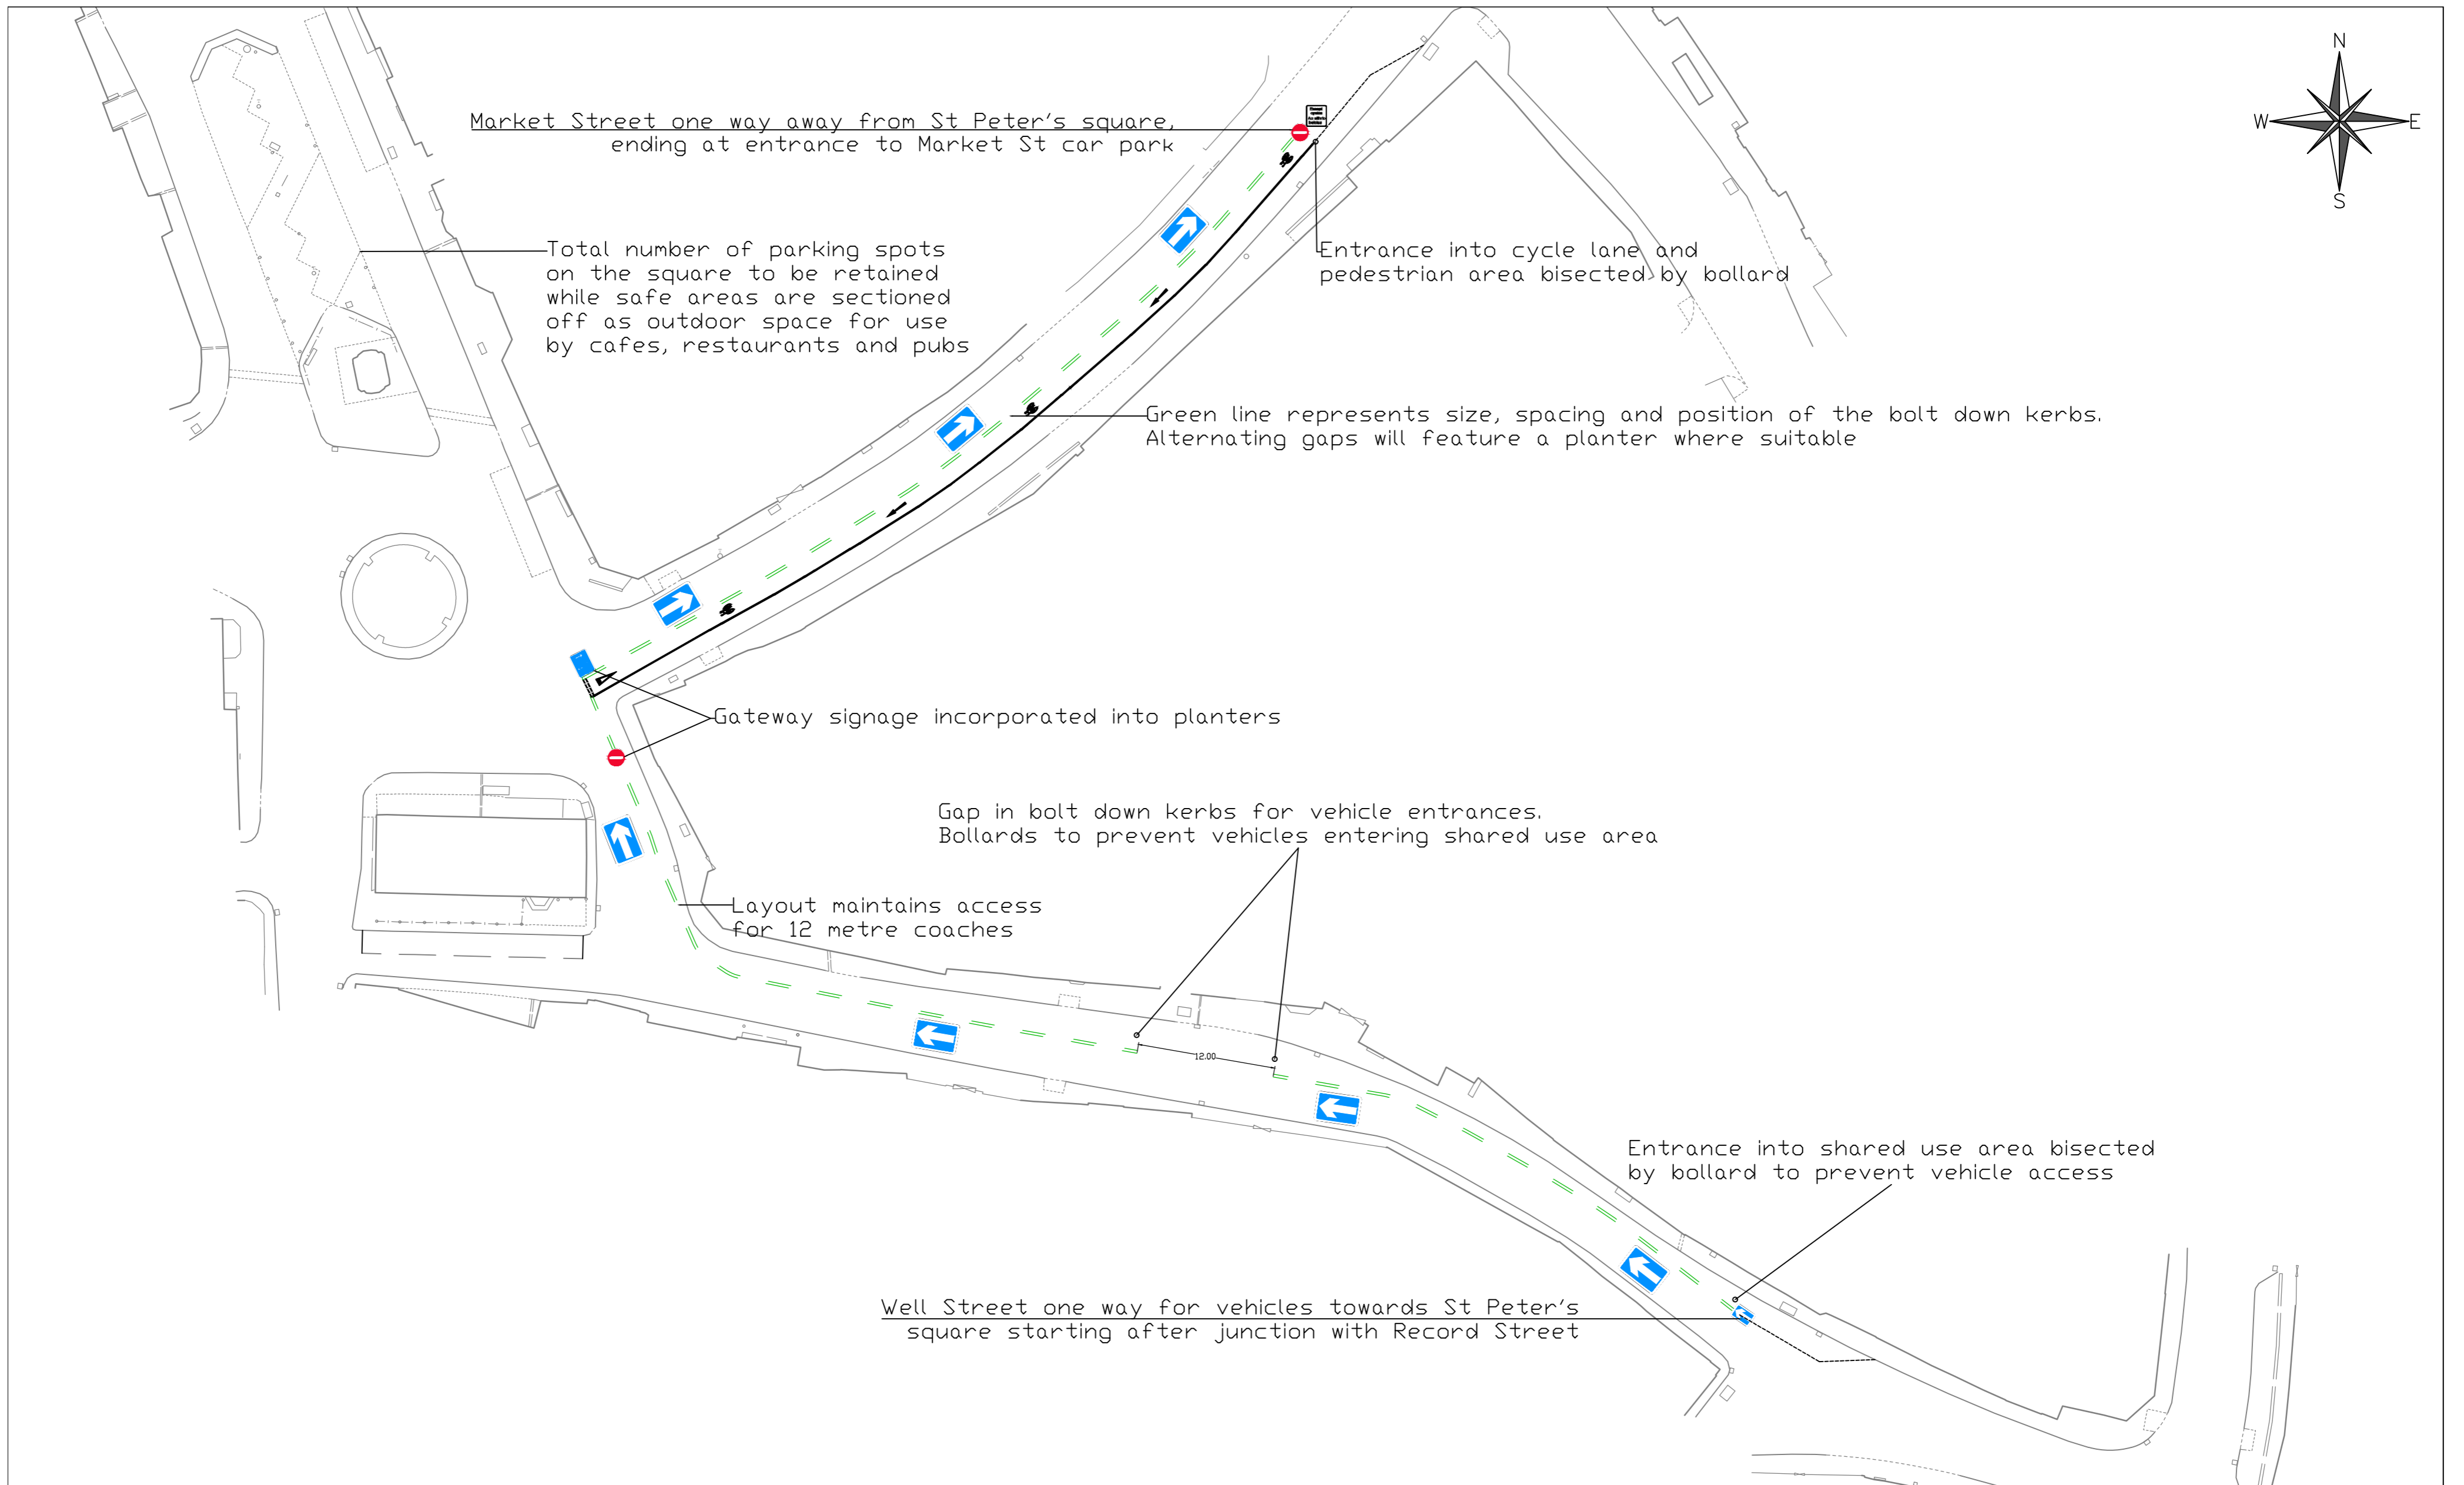 N
W
E
S
Market Street one way away from St Peter's square,
ending at entrance to Market St car park
Total number of parking spots
on the square to be retained
while safe areas are sectioned
off as outdoor space for use
by cafes, restaurants and pubs
Entrance into cycle lane and
pedestrian area bisected by bollard
Green line represents size, spacing and position of the bolt down kerbs.
Alternating gaps will feature a planter where suitable
Gateway signage incorporated into planters
Gap in bolt down kerbs for vehicle entrances.
Bollards to prevent vehicles entering shared use area
Layout maintains access
for 12 metre coaches
12.00
Entrance into shared use area bisected
by bollard to prevent vehicle access
Well Street one way for vehicles towards St Peter's
square starting after junction with Record Street